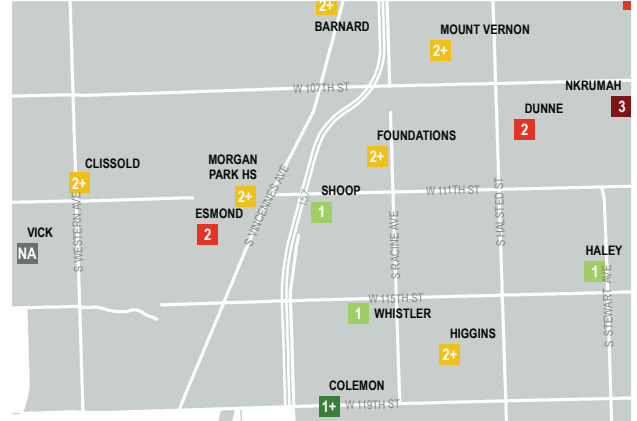 2+
BARNARD
MOUNT VERNON
2+
W 107TH ST
NKRUMAH
3
DUNNE
2
FOUNDATIONS
2+
CLISSOLD
2+
MORGAN
PARK HS
2+
S VINCENNES AVE
I 57
SHOOP
1
W 111TH ST
S HALSTED ST
ESMOND
2
S WESTERN AVE
S RACINE AVE
VICK
NA
HALEY
1
S STEWART AVE
W 115TH ST
1
WHISTLER
HIGGINS
2+
COLEMON
1+
W 119TH ST